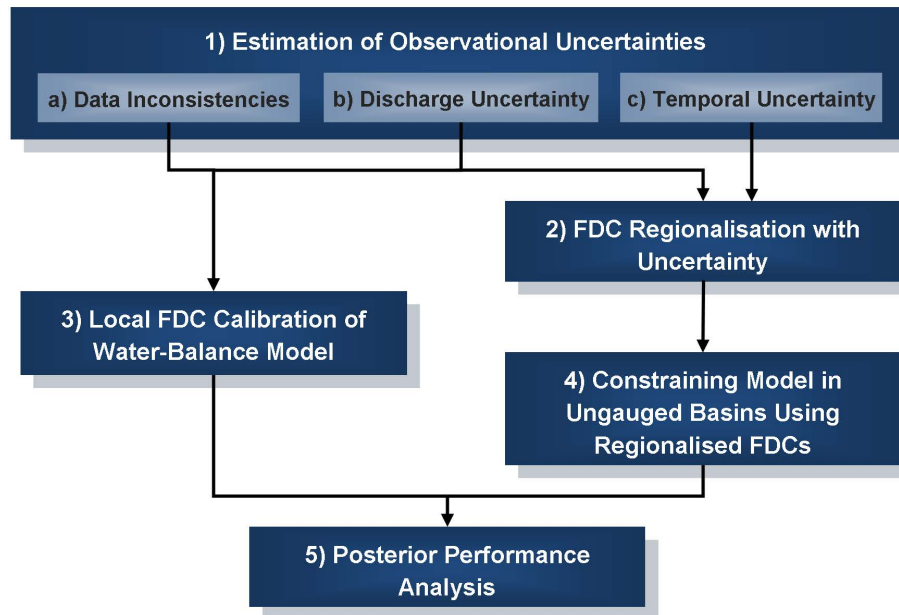 1) Estimation of Observational Uncertainties
a) Data Inconsistencies
b) Discharge Uncertainty
c) Temporal Uncertainty
2) FDC Regionalisation with
Uncertainty
3) Local FDC Calibration of
Water-Balance Model
4) Constraining Model in
Ungauged Basins Using
Regionalised FDCs
5) Posterior Performance
Analysis